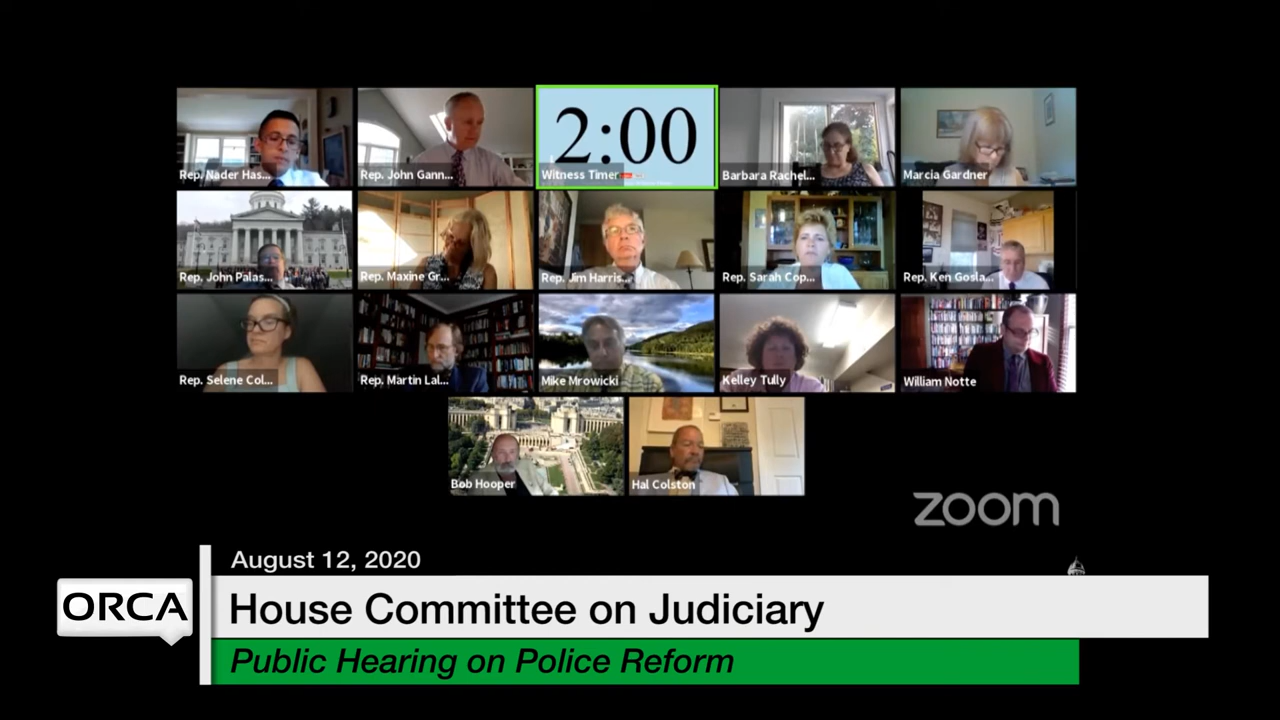 2:00
Rep. Nader Has...
Rep. John Gann...
Witness Timer
Barbara Rachel...
Marcia Gardner
Rep. John Palas...
Rep. Maxine Gr...
Rep. Jim Harris...
Rep. Sarah Cop...
Rep. Ken Gosla...
Rep. Selene Col...
Rep. Martin Lal...
Mike Mrowicki
Kelley Tully
William Notte
Bob Hooper
Hal Colston
zoom
August 12, 2020
ORCA
House Committee on Judiciary
Public Hearing on Police Reform